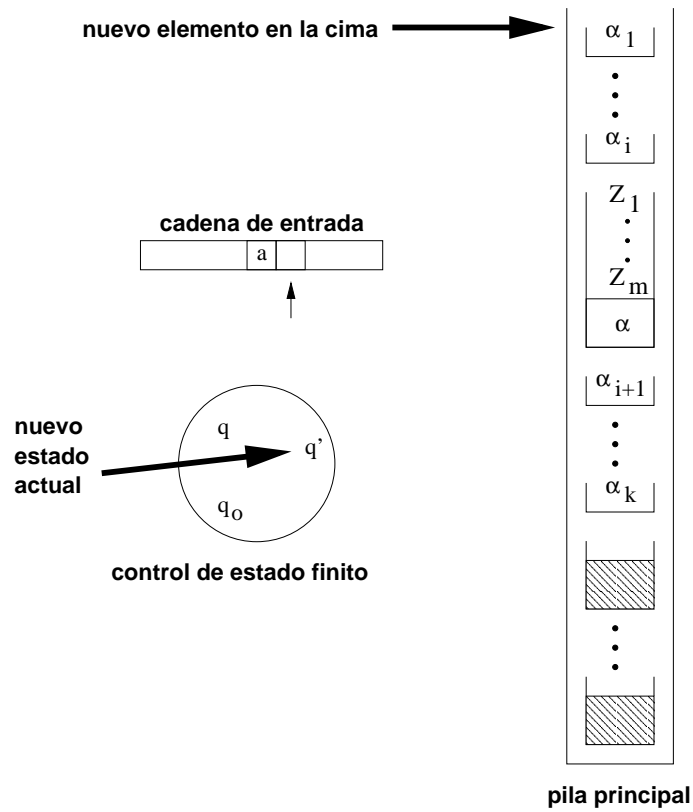 nuevo elemento en la cima
α1
αi
Z1
Zm
α
αi+1
αk
cadena de entrada
a
q
q'
qo
nuevo
estado
actual
control de estado finito
pila principal